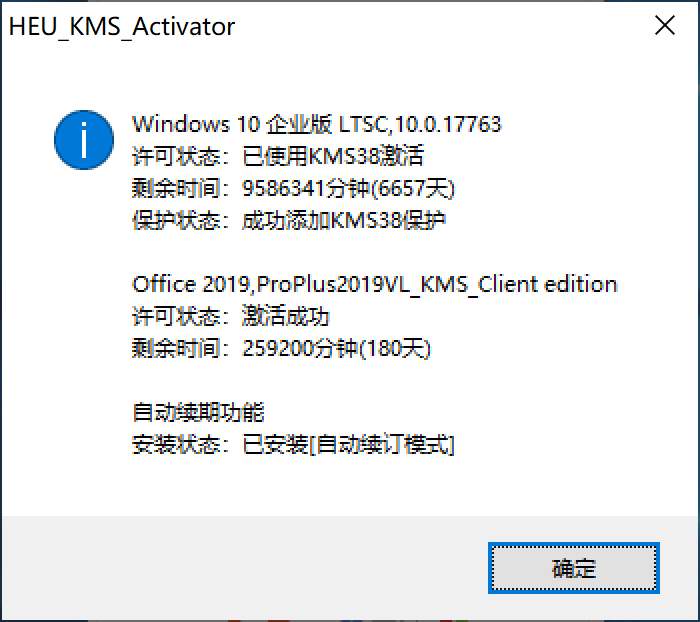 HEU_KMS_Activator
Windows 10 企业版 LTSC,10.0.17763
许可状态：已使用KMS38激活
剩余时间：9586341分钟(6657天)
保护状态：成功添加KMS38保护
Office 2019,ProPlus2019VL_KMS_Client edition
许可状态：激活成功
剩余时间：259200分钟(180天)
自动续期功能
安装状态：已安装[自动续订模式]
确定